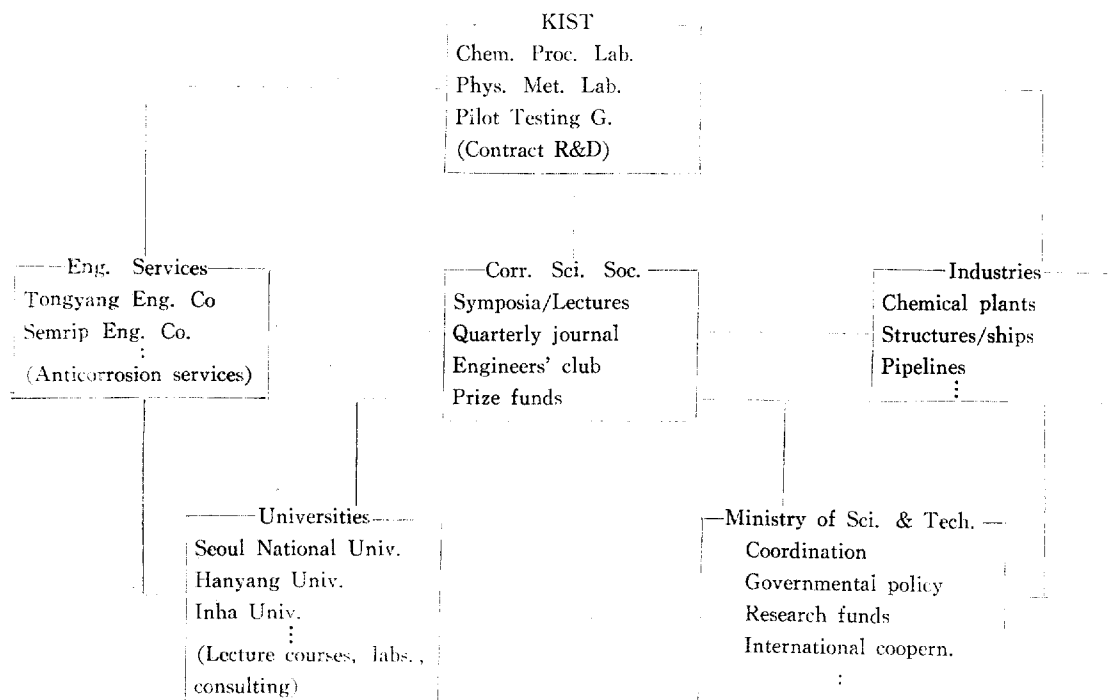 KIST
Chem. Proc. Lab.
Phys. Met. Lab.
Pilot Testing G.
(Contract R&D)
Eng. Services
Tongyang Eng. Co
Semrip Eng. Co.
⋮
(Anticorrosion services)
Corr. Sci. Soc.
Symposia/Lectures
Quarterly journal
Engineers' club
Prize funds
Industries
Chemical plants
Structures/ships
Pipelines
⋮
Universities
Seoul National Univ.
Hanyang Univ.
Inha Univ.
⋮
(Lecture courses, labs.,
consulting)
Ministry of Sci. & Tech.
Coordination
Governmental policy
Research funds
International coopern.
⋮